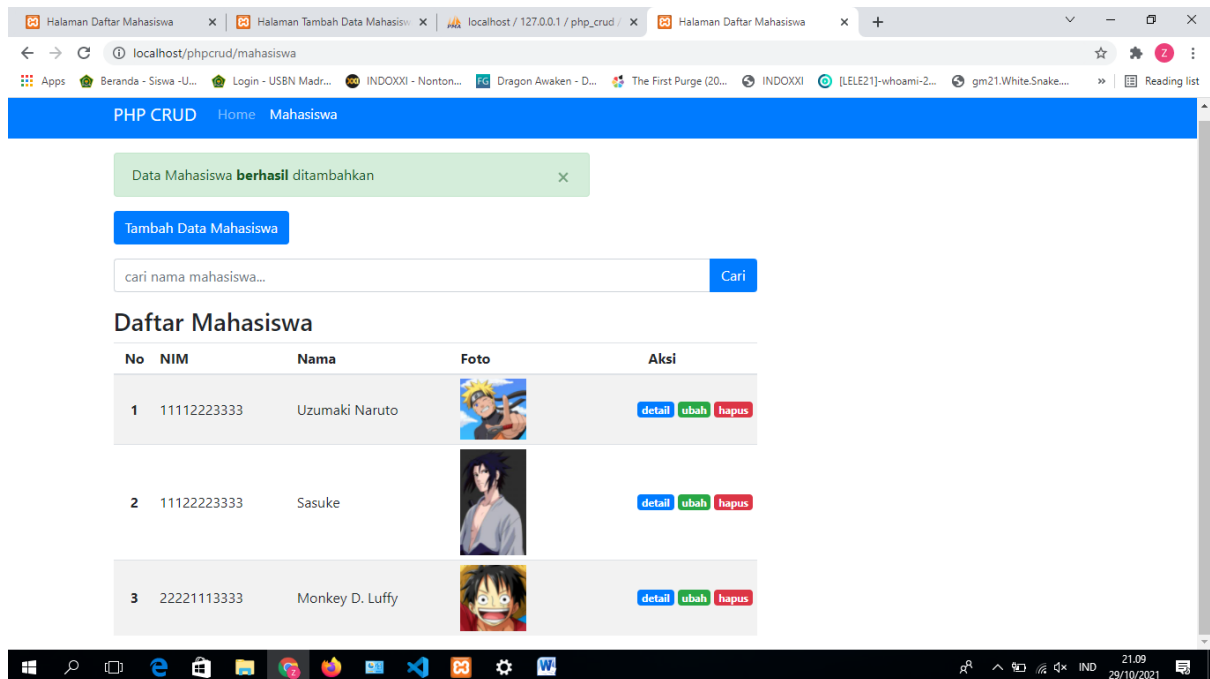 Halaman Daftar Mahasiswa
Halaman Tambah Data Mahasisw
localhost / 127.0.0.1 / php_crud /
Halaman Daftar Mahasiswa
localhost/phpcrud/mahasiswa
Z
Apps
Beranda - Siswa -U...
Login - USBN Madr...
INDOXXI - Nonton...
FG Dragon Awaken - D...
The First Purge (20...
INDOXXI
[LELE21]-whoami-2...
gm21.White.Snake....
»
Reading list
PHP CRUD Home Mahasiswa
Data Mahasiswa berhasil ditambahkan ×
Tambah Data Mahasiswa
cari nama mahasiswa... Cari
Daftar Mahasiswa
No NIM Nama Foto Aksi
1 11112223333 Uzumaki Naruto detail ubah hapus
2 11122223333 Sasuke detail ubah hapus
3 22221113333 Monkey D. Luffy detail ubah hapus
IND
21.09
29/10/2021